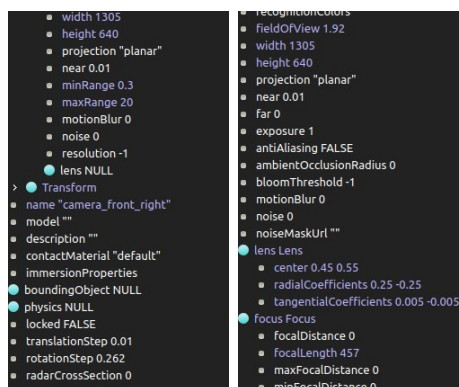 width 1305
height 640
projection "planar"
near 0.01
minRange 0.3
maxRange 20
motionBlur 0
noise 0
resolution -1
lens NULL
Transform
name "camera_front_right"
model ""
description ""
contactMaterial "default"
immersionProperties
boundingObject NULL
physics NULL
locked FALSE
translationStep 0.01
rotationStep 0.262
radarCrossSection 0
recognitionColors
fieldOfView 1.92
width 1305
height 640
projection "planar"
near 0.01
far 0
exposure 1
antiAliasing FALSE
ambientOcclusionRadius 0
bloomThreshold -1
motionBlur 0
noise 0
noiseMaskUrl ""
lens Lens
center 0.45 0.55
radialCoefficients 0.25 -0.25
tangentialCoefficients 0.005 -0.005
focus Focus
focalDistance 0
focalLength 457
maxFocalDistance 0
minFocalDistance 0